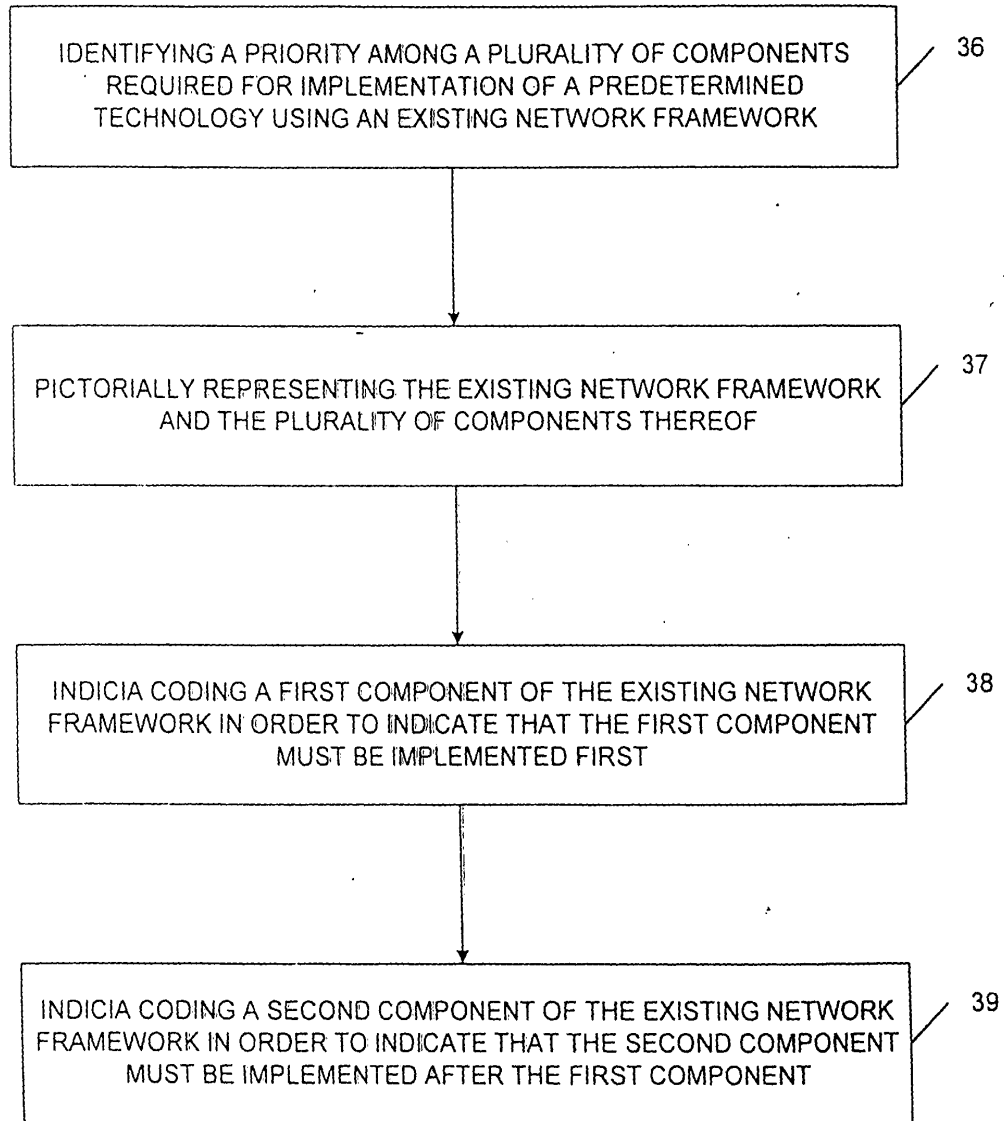 IDENTIFYING A PRIORITY AMONG A PLURALITY OF COMPONENTS
REQUIRED FOR IMPLEMENTATION OF A PREDETERMINED
TECHNOLOGY USING AN EXISTING NETWORK FRAMEWORK
36
PICTORIALLY REPRESENTING THE EXISTING NETWORK FRAMEWORK
AND THE PLURALITY OF COMPONENTS THEREOF
37
INDICIA CODING A FIRST COMPONENT OF THE EXISTING NETWORK
FRAMEWORK IN ORDER TO INDICATE THAT THE FIRST COMPONENT
MUST BE IMPLEMENTED FIRST
38
INDICIA CODING A SECOND COMPONENT OF THE EXISTING NETWORK
FRAMEWORK IN ORDER TO INDICATE THAT THE SECOND COMPONENT
MUST BE IMPLEMENTED AFTER THE FIRST COMPONENT
39